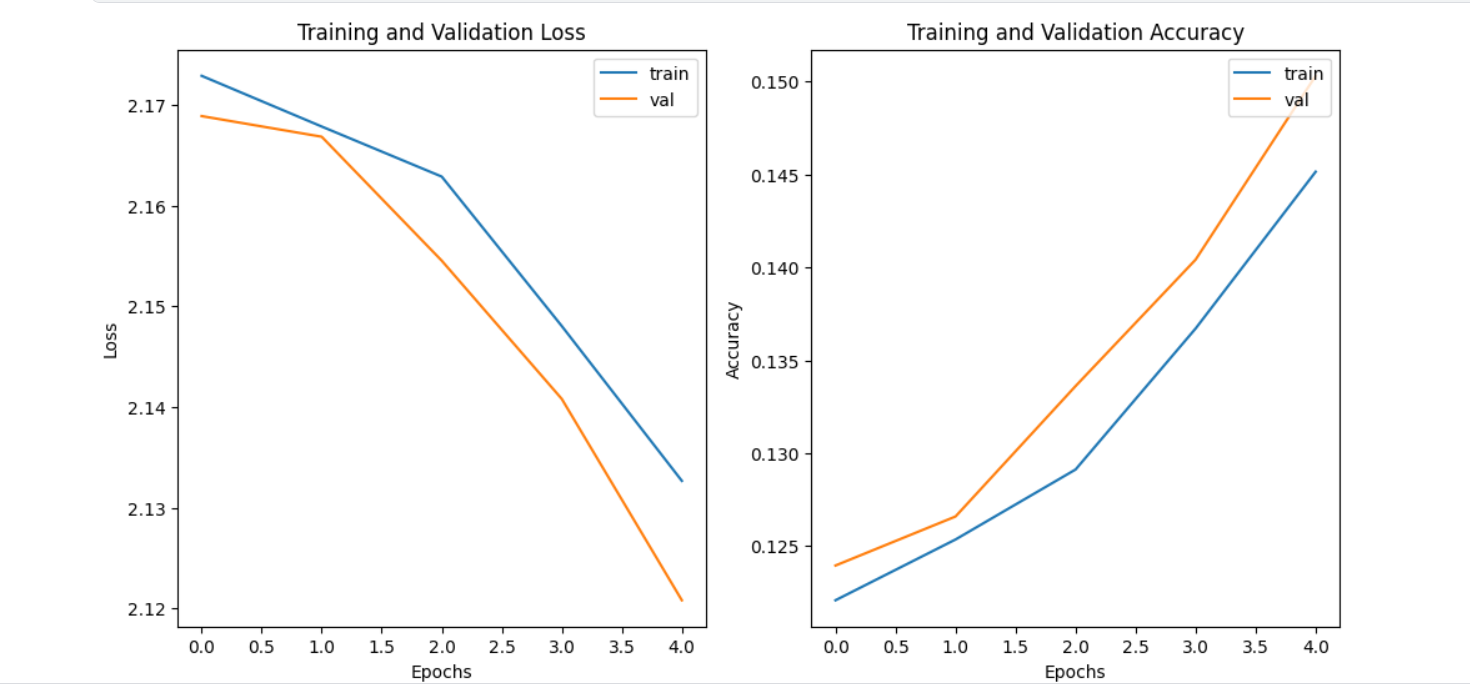 Training and Validation Loss
train
val
2.17
2.16
2.15
2.14
2.13
2.12
Loss
0.0 0.5 1.0 1.5 2.0 2.5 3.0 3.5 4.0
Epochs
Training and Validation Accuracy
train
val
0.150
0.145
0.140
0.135
0.130
0.125
Accuracy
0.0 0.5 1.0 1.5 2.0 2.5 3.0 3.5 4.0
Epochs